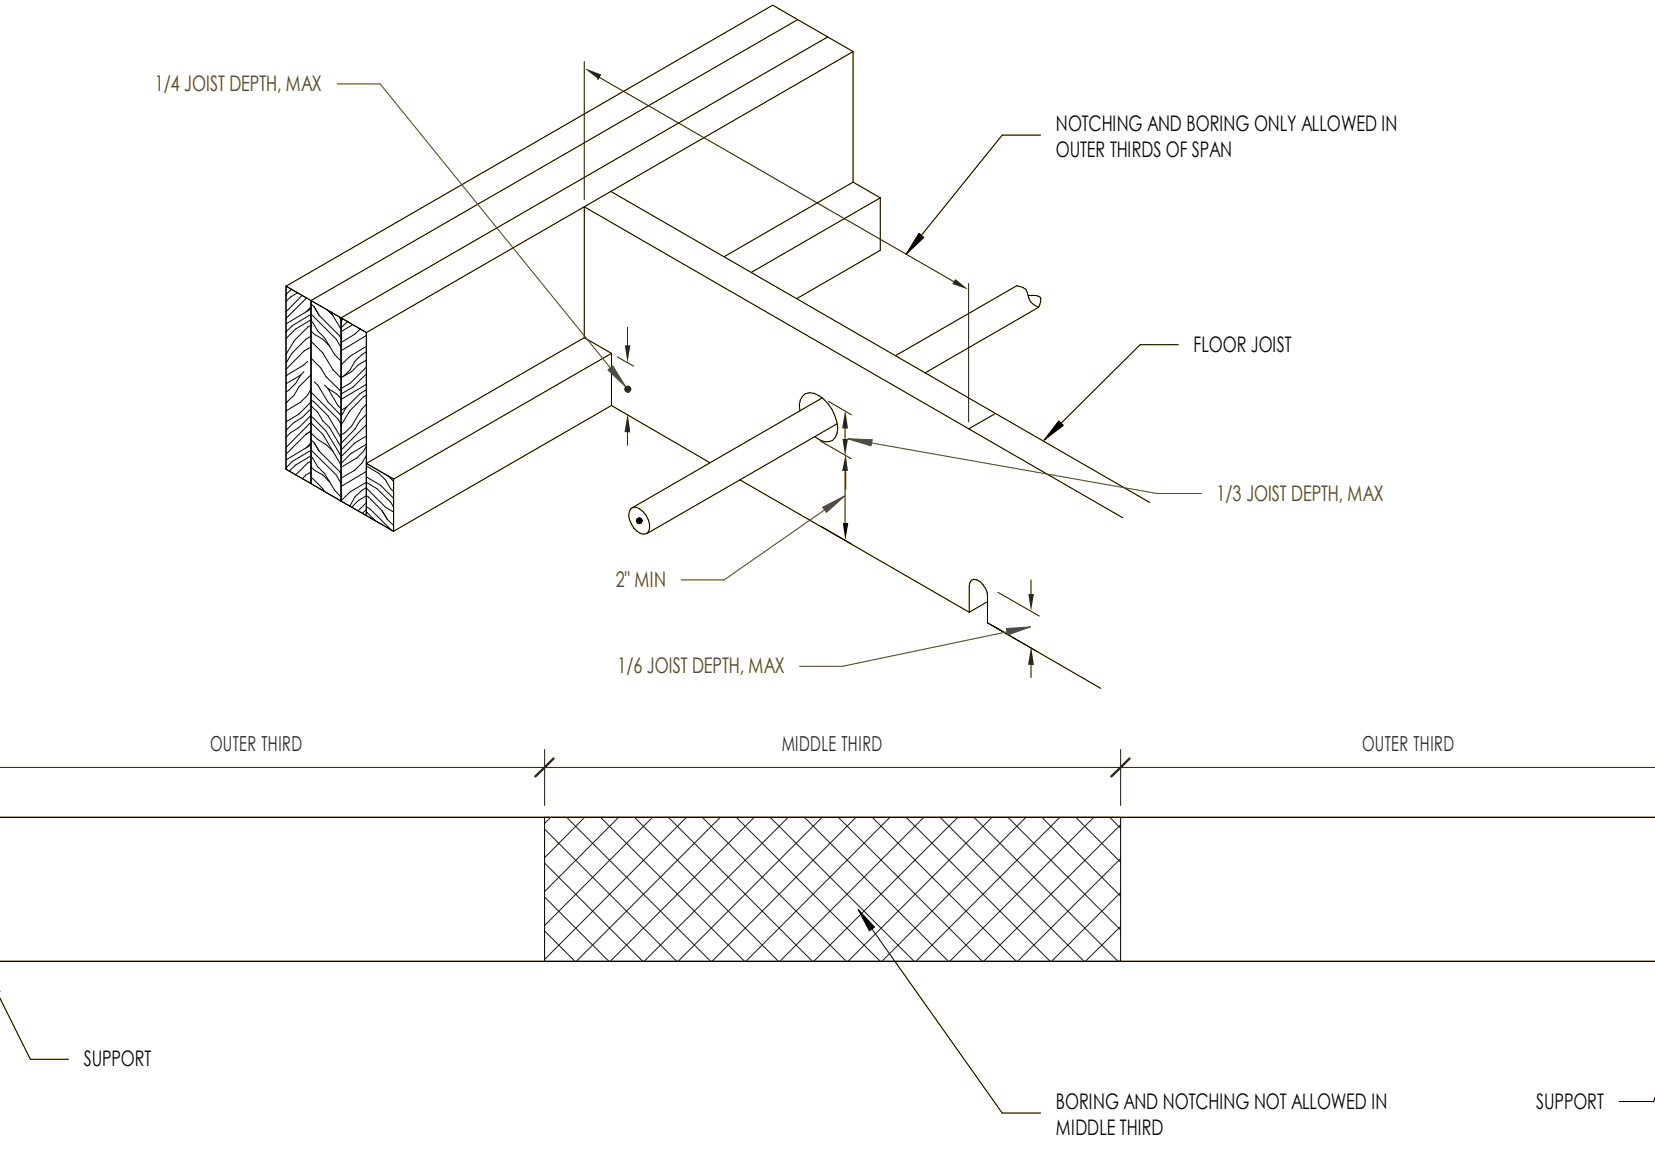 1/4 JOIST DEPTH, MAX
NOTCHING AND BORING ONLY ALLOWED IN
OUTER THIRDS OF SPAN
FLOOR JOIST
1/3 JOIST DEPTH, MAX
2" MIN
1/6 JOIST DEPTH, MAX
OUTER THIRD
MIDDLE THIRD
OUTER THIRD
SUPPORT
BORING AND NOTCHING NOT ALLOWED IN
MIDDLE THIRD
SUPPORT